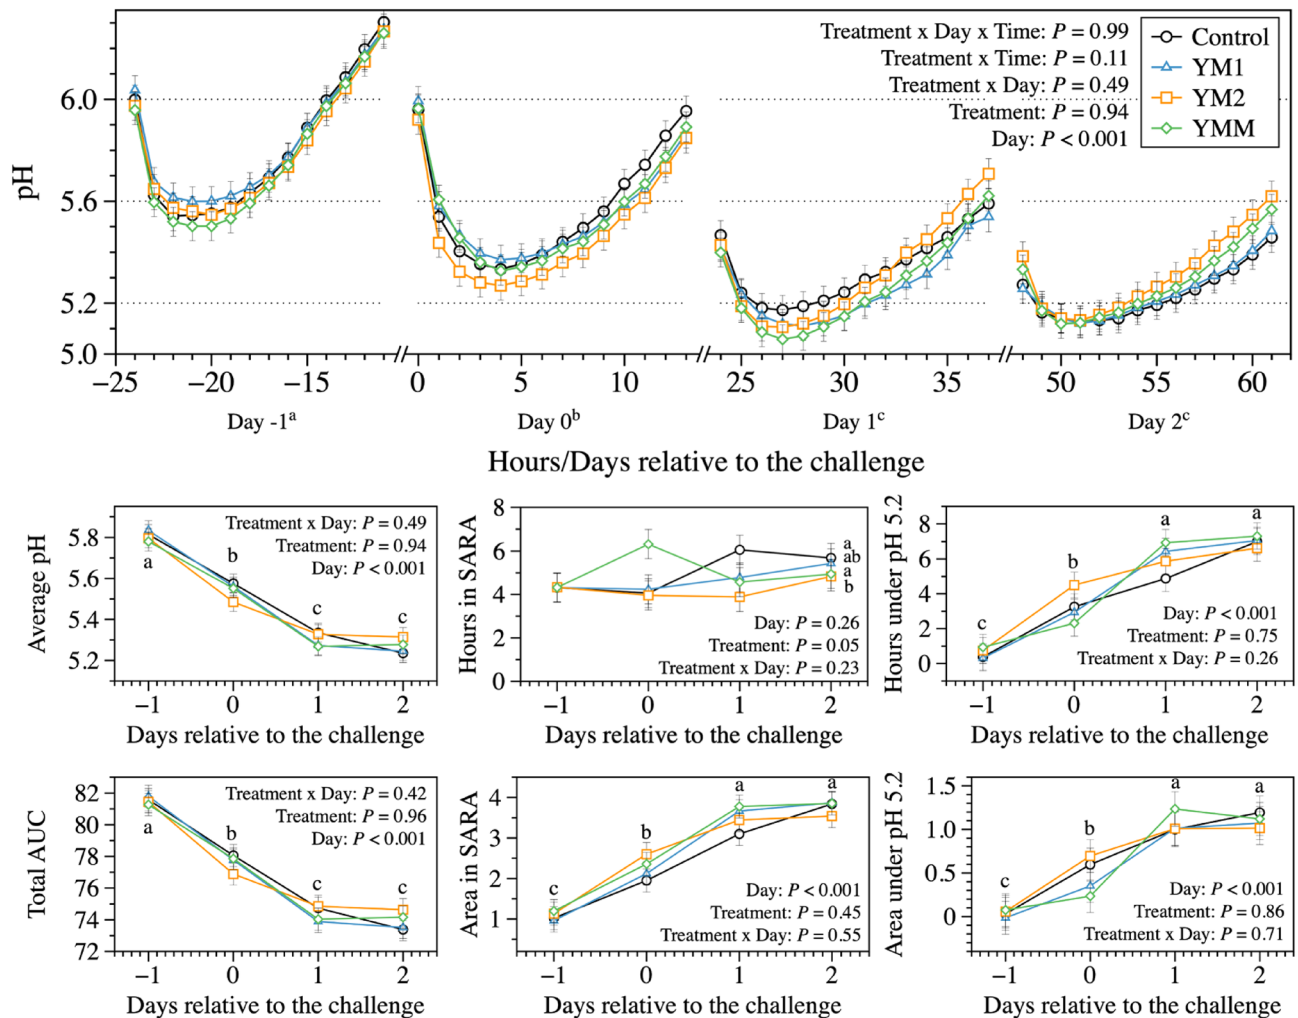 Treatment x Day x Time: P = 0.99
Treatment x Time: P = 0.11
Treatment x Day: P = 0.49
Treatment: P = 0.94
Day: P < 0.001
Control
YM1
YM2
YMM
pH
6.0
5.6
5.2
5.0
−25 −20 −15 0 5 10 25 30 35 50 55 60
Day -1a Day 0b Day 1c Day 2c
Hours/Days relative to the challenge
Average pH
5.8
5.6
5.4
5.2
Treatment x Day: P = 0.49
Treatment: P = 0.94
Day: P < 0.001
a
b
c
c
−1 0 1 2
Days relative to the challenge
Hours in SARA
8
6
4
2
0
a
ab
a
b
Day: P = 0.26
Treatment: P = 0.05
Treatment x Day: P = 0.23
−1 0 1 2
Days relative to the challenge
Hours under pH 5.2
8
6
4
2
0
c
b
a
a
Day: P < 0.001
Treatment: P = 0.75
Treatment x Day: P = 0.26
−1 0 1 2
Days relative to the challenge
Total AUC
82
80
78
76
74
72
Treatment x Day: P = 0.42
Treatment: P = 0.96
Day: P < 0.001
a
b
c
c
−1 0 1 2
Days relative to the challenge
Area in SARA
4
3
2
1
c
b
a
a
Day: P < 0.001
Treatment: P = 0.45
Treatment x Day: P = 0.55
−1 0 1 2
Days relative to the challenge
Area under pH 5.2
1.5
1.0
0.5
0
c
b
a
a
Day: P < 0.001
Treatment: P = 0.86
Treatment x Day: P = 0.71
−1 0 1 2
Days relative to the challenge